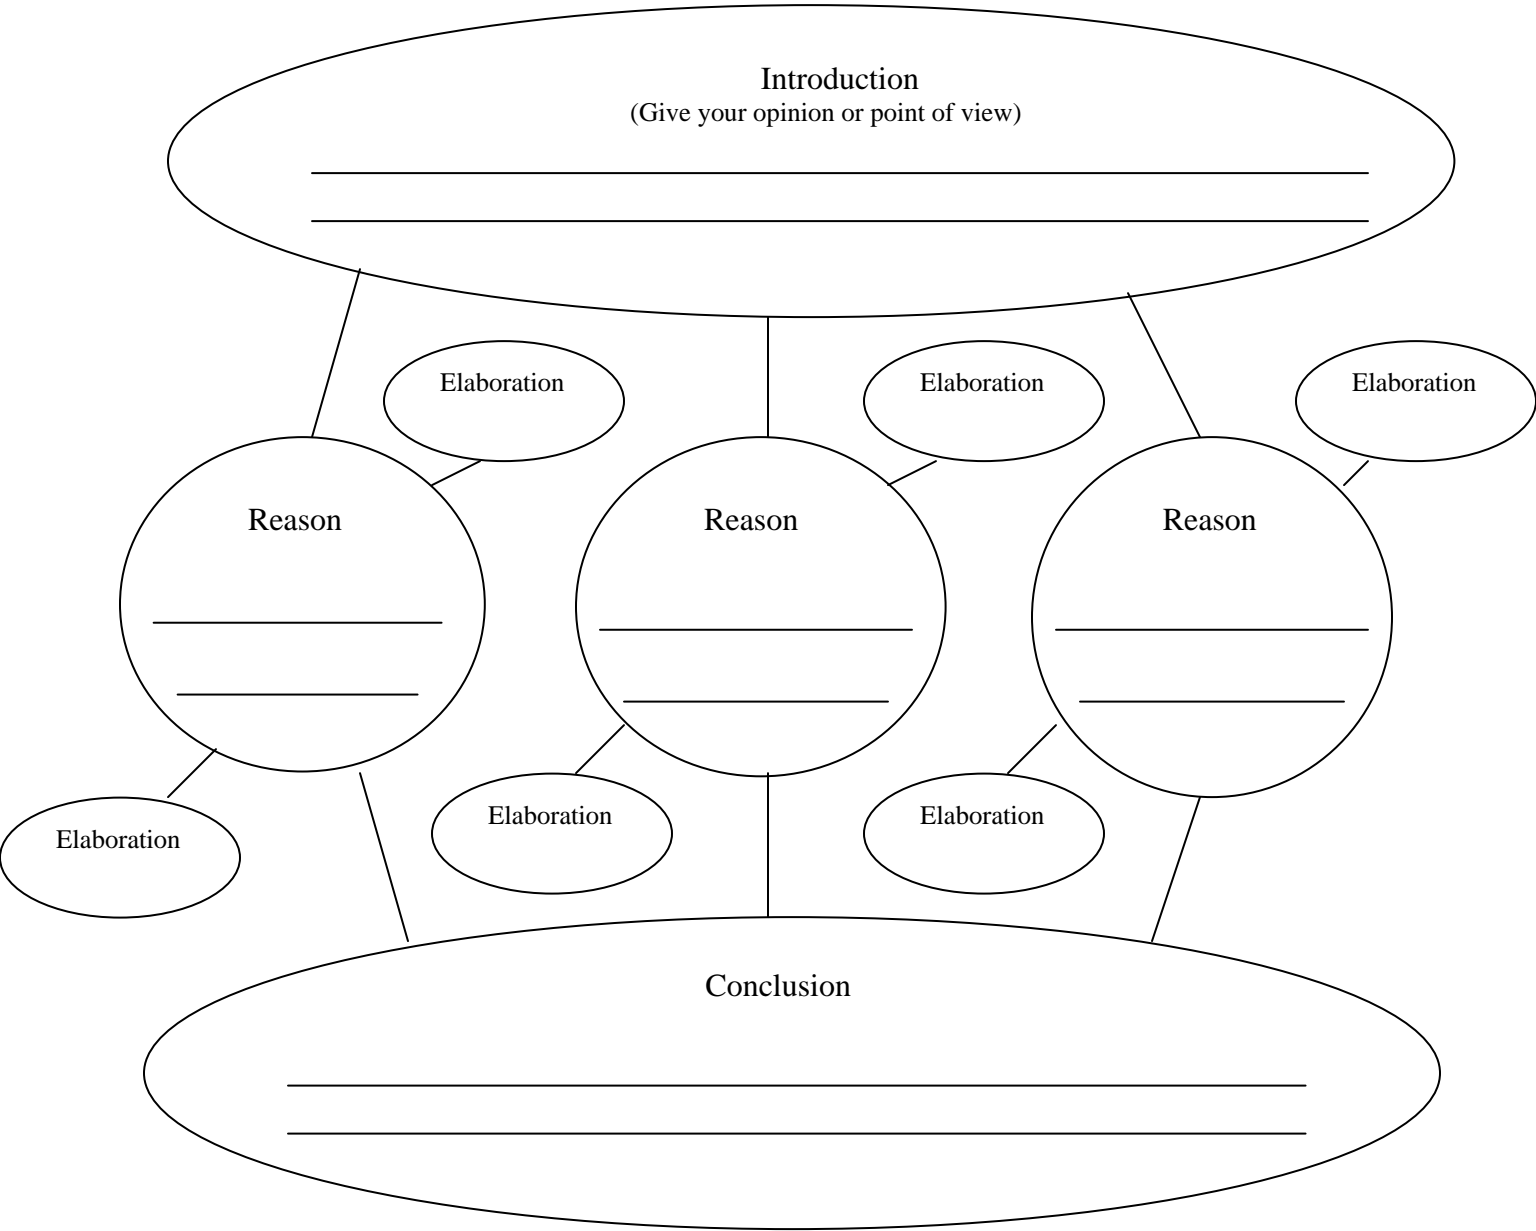 Introduction
(Give your opinion or point of view)
Elaboration
Elaboration
Elaboration
Reason
Reason
Reason
Elaboration
Elaboration
Elaboration
Conclusion